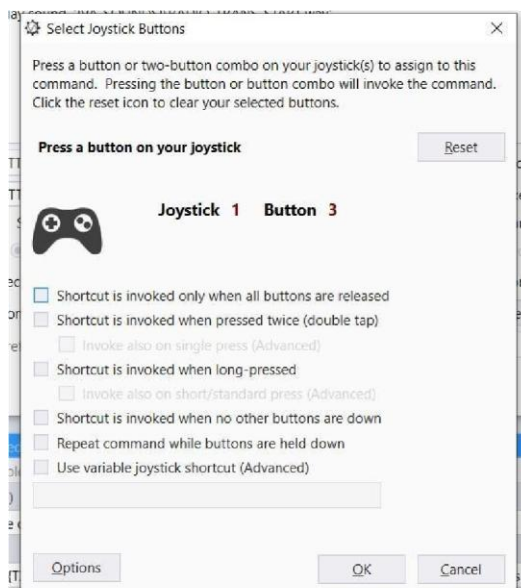 Select Joystick Buttons
Press a button or two-button combo on your joystick(s) to assign to this
command. Pressing the button or button combo will invoke the command.
Click the reset icon to clear your selected buttons.
Press a button on your joystick
Reset
Joystick 1 Button 3
Shortcut is invoked only when all buttons are released
Shortcut is invoked when pressed twice (double tap)
Invoke also on single press (Advanced)
Shortcut is invoked when long-pressed
Invoke also on short/standard press (Advanced)
Shortcut is invoked when no other buttons are down
Repeat command while buttons are held down
Use variable joystick shortcut (Advanced)
Options
OK
Cancel